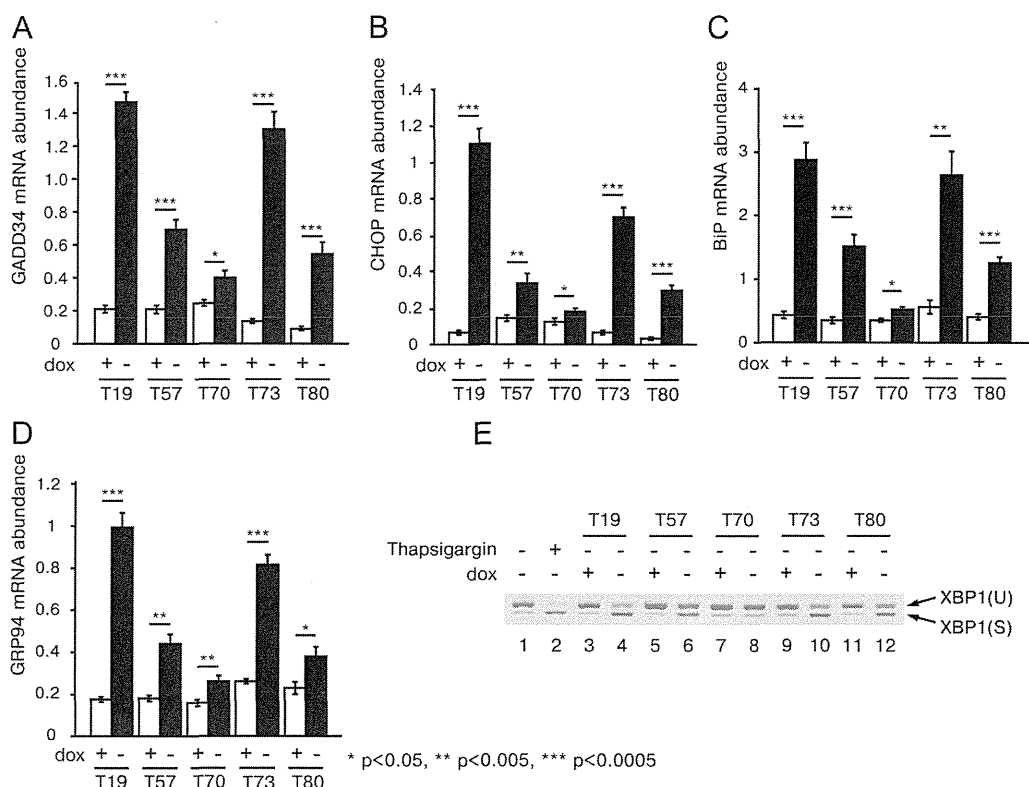 A
GADD34 mRNA abundance
1.6
1.4
1.2
1.0
0.8
0.6
0.4
0.2
0
*** *** * *** ***
dox + - + - + - + - + -
T19 T57 T70 T73 T80
B
CHOP mRNA abundance
1.4
1.2
1
0.8
0.6
0.4
0.2
0
*** ** * *** ***
dox + - + - + - + - + -
T19 T57 T70 T73 T80
C
BiP mRNA abundance
4
3
2
1
0
*** *** * ** ***
dox + - + - + - + - + -
T19 T57 T70 T73 T80
D
GRP94 mRNA abundance
1.2
1
0.8
0.6
0.4
0.2
0
*** ** ** *** *
dox + - + - + - + - + -
T19 T57 T70 T73 T80
* p<0.05, ** p<0.005, *** p<0.0005
E
T19 T57 T70 T73 T80
Thapsigargin - + - - - - - - - - - -
dox - - + - + - + - + - + -
XBP1(U)
XBP1(S)
1 2 3 4 5 6 7 8 9 10 11 12